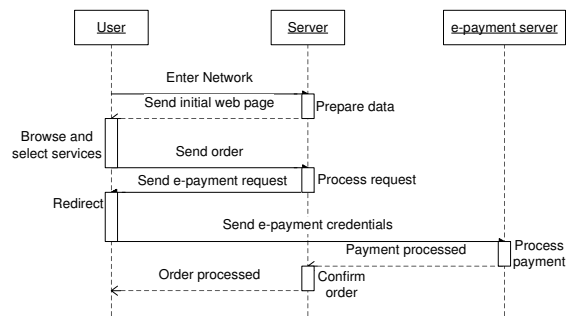 User
Server
e-payment server
Enter Network
Send initial web page
Prepare data
Browse and
select services
Send order
Send e-payment request
Process request
Redirect
Send e-payment credentials
Payment processed
Process
payment
Order processed
Confirm
order